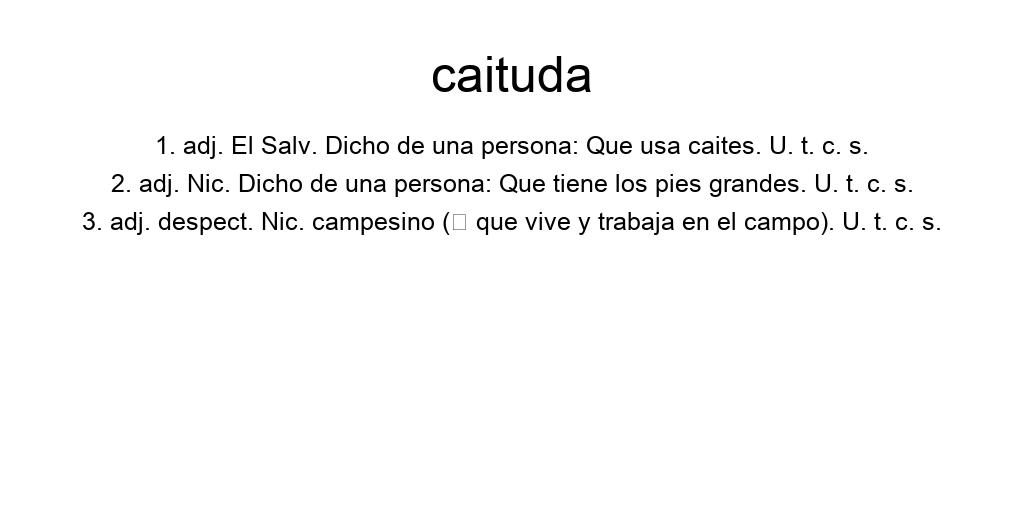 caituda
1. adj. El Salv. Dicho de una persona: Que usa caites. U. t. c. s.
2. adj. Nic. Dicho de una persona: Que tiene los pies grandes. U. t. c. s.
3. adj. despect. Nic. campesino (□ que vive y trabaja en el campo). U. t. c. s.